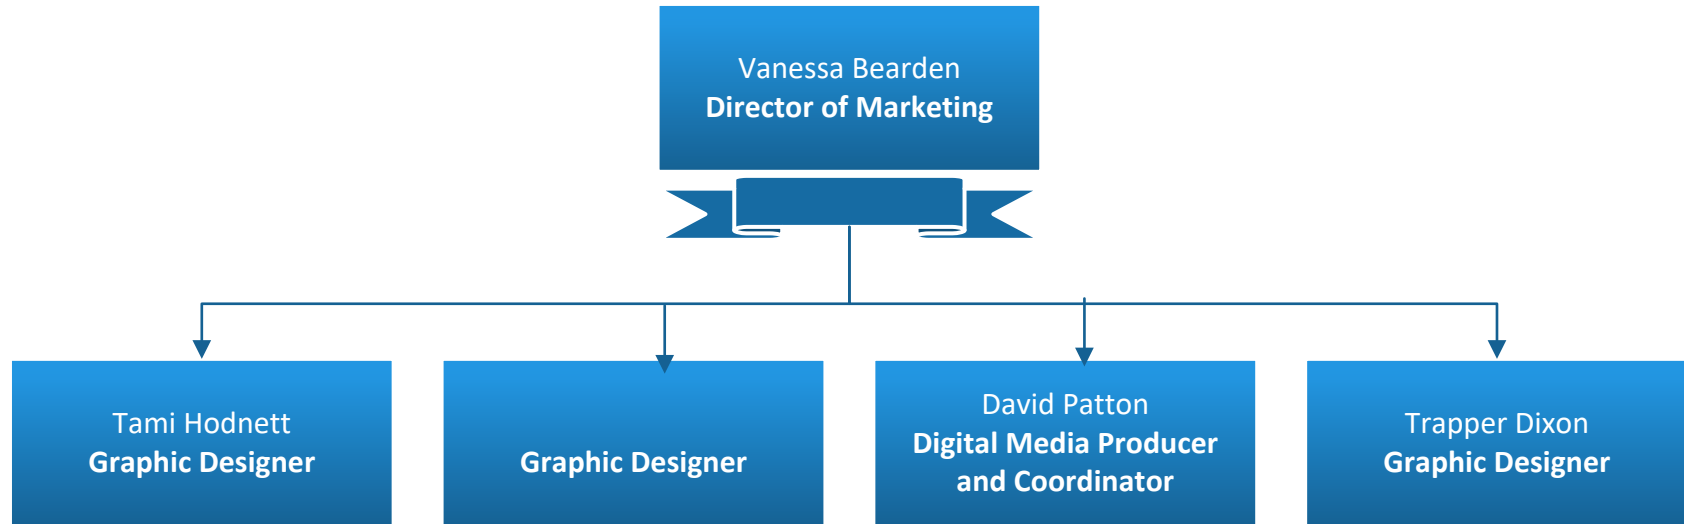 Vanessa Bearden
Director of Marketing
Tami Hodnett
Graphic Designer
Graphic Designer
David Patton
Digital Media Producer
and Coordinator
Trapper Dixon
Graphic Designer